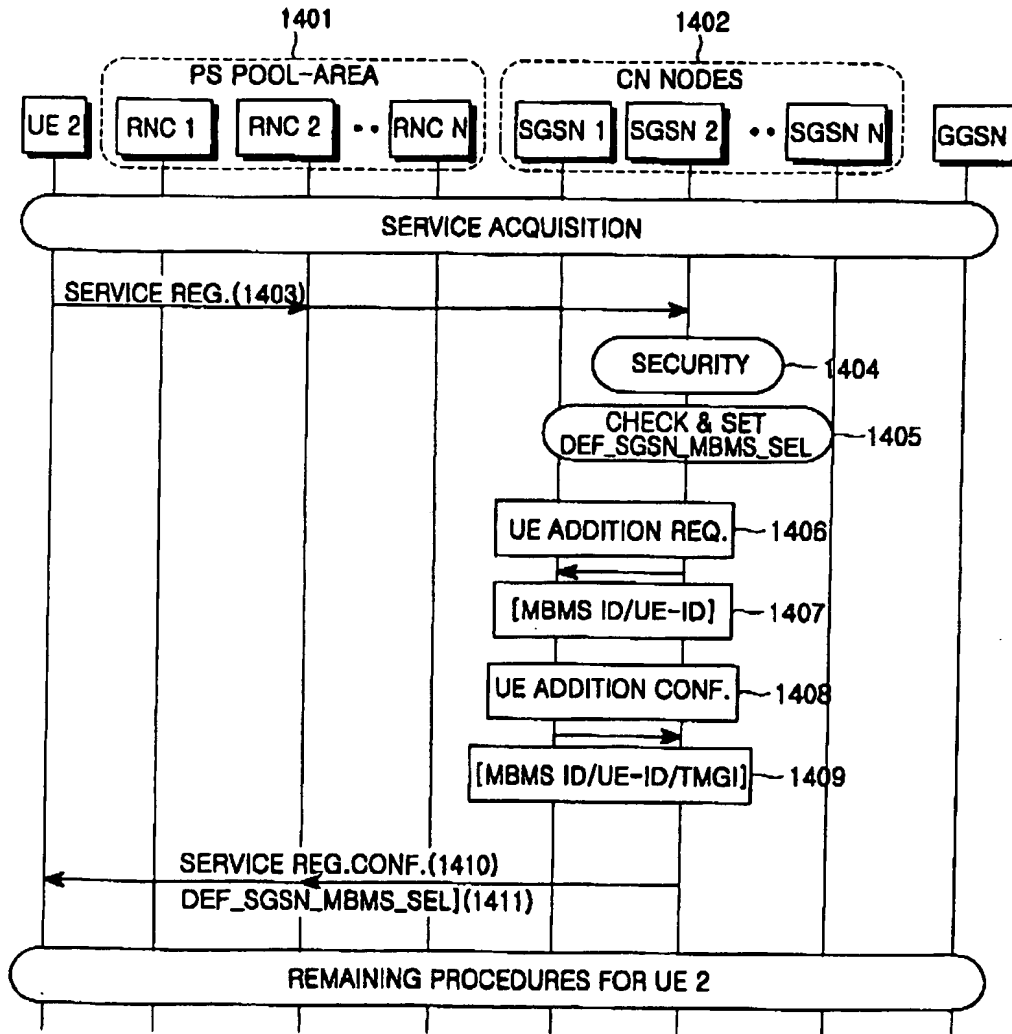 1401
1402
PS POOL-AREA
CN NODES
UE 2
RNC 1
RNC 2
••
RNC N
SGSN 1
SGSN 2
••
SGSN N
GGSN
SERVICE ACQUISITION
SERVICE REG.(1403)
SECURITY
1404
CHECK & SET
DEF_SGSN_MBMS_SEL
1405
UE ADDITION REQ.
1406
[MBMS ID/UE-ID]
1407
UE ADDITION CONF.
1408
[MBMS ID/UE-ID/TMGI]
1409
SERVICE REG.CONF.(1410)
DEF_SGSN_MBMS_SEL](1411)
REMAINING PROCEDURES FOR UE 2